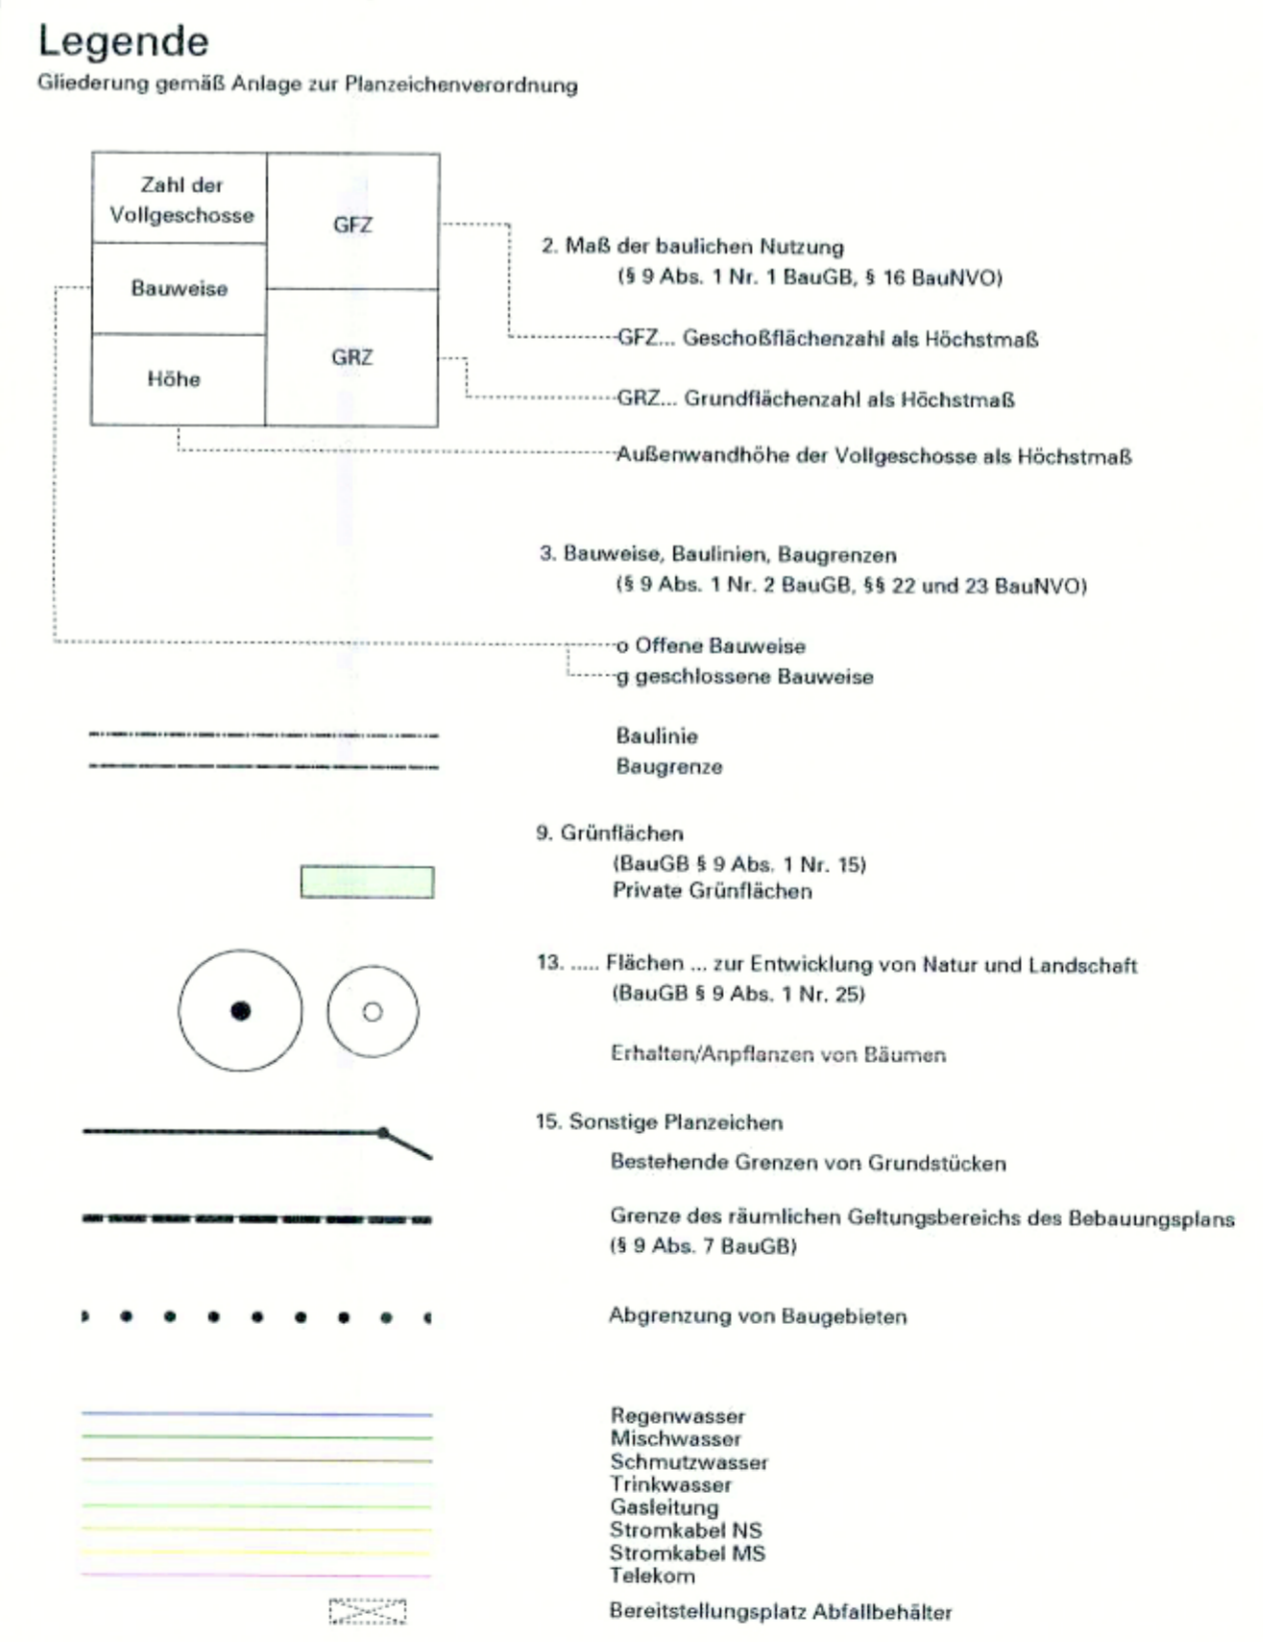 Legende
Gliederung gemäß Anlage zur Planzeichenverordnung
Zahl der
Vollgeschosse
GFZ
Bauweise
GRZ
Höhe
2. Maß der baulichen Nutzung
(§ 9 Abs. 1 Nr. 1 BauGB, § 16 BauNVO)
GFZ... Geschoßflächenzahl als Höchstmaß
GRZ... Grundflächenzahl als Höchstmaß
Außenwandhöhe der Vollgeschosse als Höchstmaß
3. Bauweise, Baulinien, Baugrenzen
(§ 9 Abs. 1 Nr. 2 BauGB, §§ 22 und 23 BauNVO)
o Offene Bauweise
g geschlossene Bauweise
Baulinie
Baugrenze
9. Grünflächen
(BauGB § 9 Abs. 1 Nr. 15)
Private Grünflächen
13. ..... Flächen ... zur Entwicklung von Natur und Landschaft
(BauGB § 9 Abs. 1 Nr. 25)
Erhalten/Anpflanzen von Bäumen
15. Sonstige Planzeichen
Bestehende Grenzen von Grundstücken
Grenze des räumlichen Geltungsbereichs des Bebauungsplans
(§ 9 Abs. 7 BauGB)
Abgrenzung von Baugebieten
Regenwasser
Mischwasser
Schmutzwasser
Trinkwasser
Gasleitung
Stromkabel NS
Stromkabel MS
Telekom
Bereitstellungsplatz Abfallbehälter